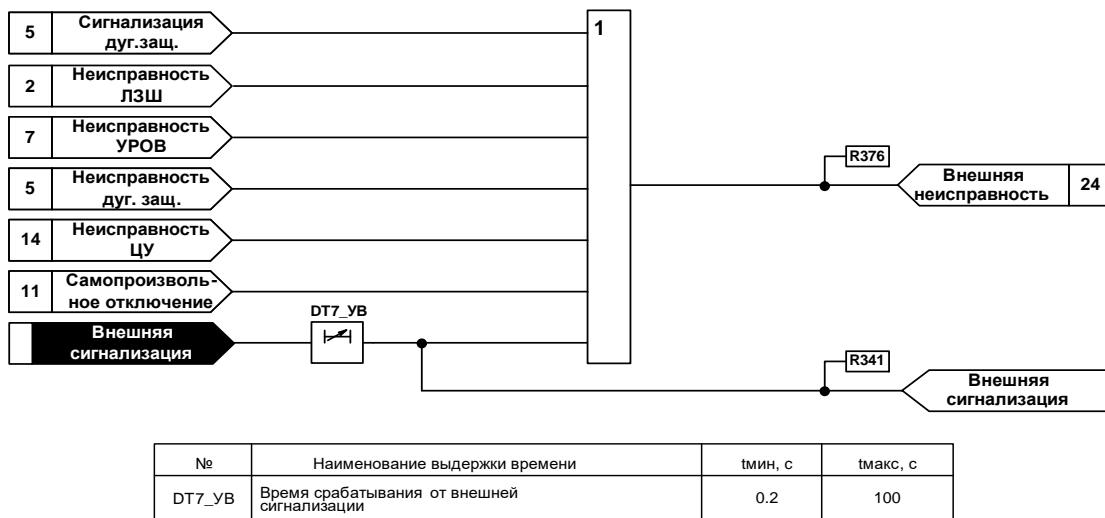 5
Сигнализация
дуг.защ.
1
2
Неисправность
ЛЗШ
7
Неисправность
УРОВ
R376
5
Неисправность
дуг. защ.
Внешняя
неисправность
24
14
Неисправность
ЦУ
11
Самопроизволь-
ное отключение
DT7_УВ
Внешняя
сигнализация
R341
Внешняя
сигнализация
№ Наименование выдержки времени tмин, с tмакс, с
DT7_УВ Время срабатывания от внешней
сигнализации 0.2 100